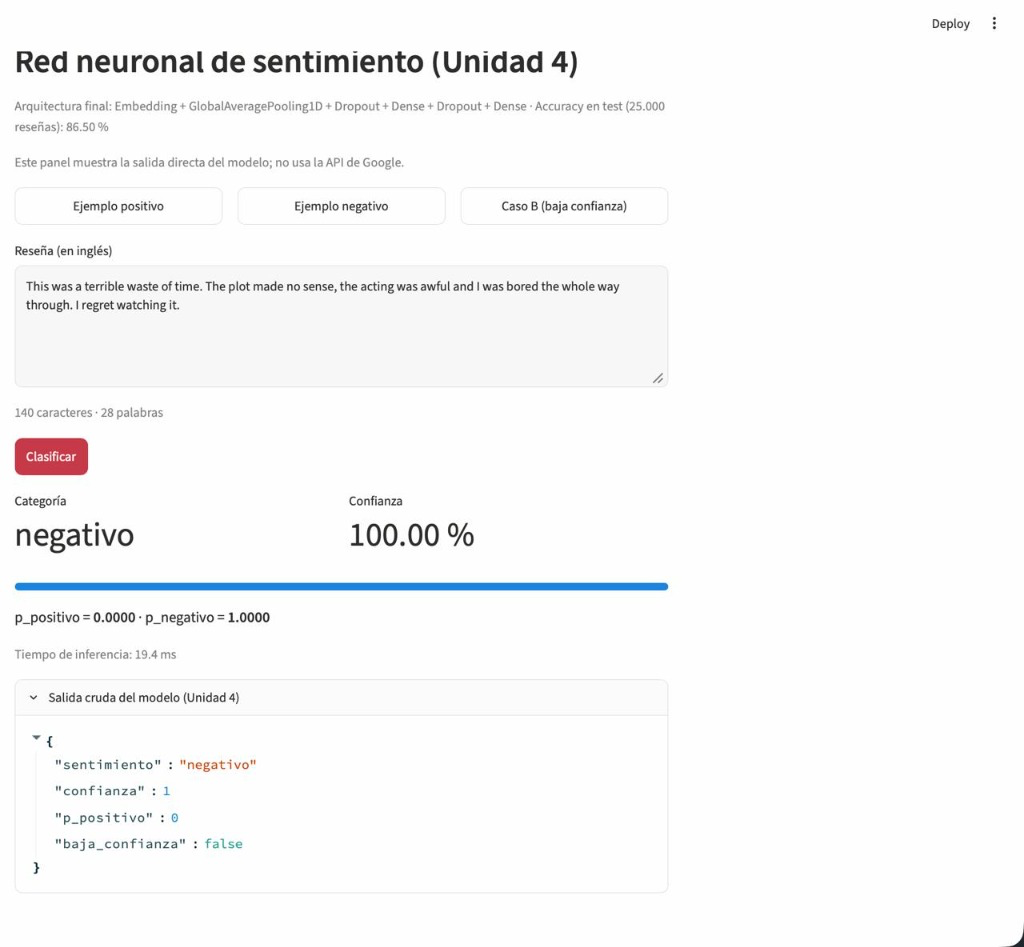 Deploy
Red neuronal de sentimiento (Unidad 4)
Arquitectura final: Embedding + GlobalAveragePooling1D + Dropout + Dense + Dropout + Dense · Accuracy en test (25.000
reseñas): 86.50 %
Este panel muestra la salida directa del modelo; no usa la API de Google.
Ejemplo positivo
Ejemplo negativo
Caso B (baja confianza)
Reseña (en inglés)
This was a terrible waste of time. The plot made no sense, the acting was awful and I was bored the whole way
through. I regret watching it.
140 caracteres · 28 palabras
Clasificar
Categoría
negativo
Confianza
100.00 %
p_positivo = 0.0000 · p_negativo = 1.0000
Tiempo de inferencia: 19.4 ms
Salida cruda del modelo (Unidad 4)
{
"sentimiento" : "negativo"
"confianza" : 1
"p_positivo" : 0
"baja_confianza" : false
}